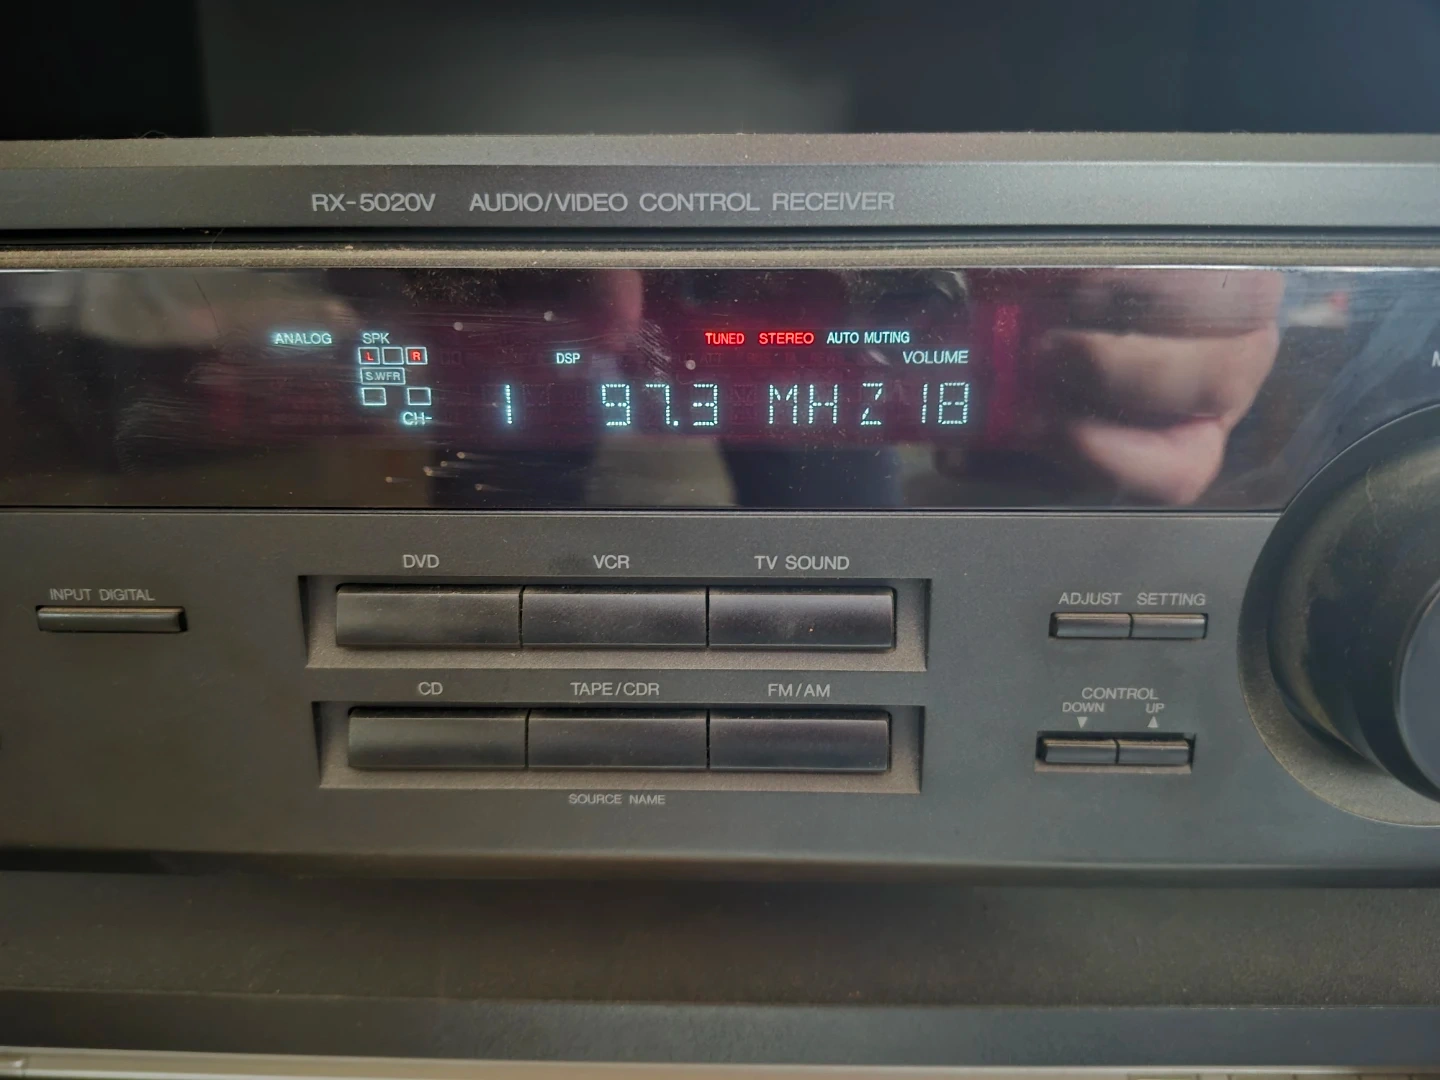 RX-5020V AUDIO/VIDEO CONTROL RECEIVER
ANALOG SPK TUNED STEREO AUTO MUTING
L R DSP VOLUME
S.WFR
CH- 1 97.3 MHZ 18
DVD VCR TV SOUND
INPUT DIGITAL ADJUST SETTING
CD TAPE/CDR FM/AM CONTROL
DOWN UP
SOURCE NAME